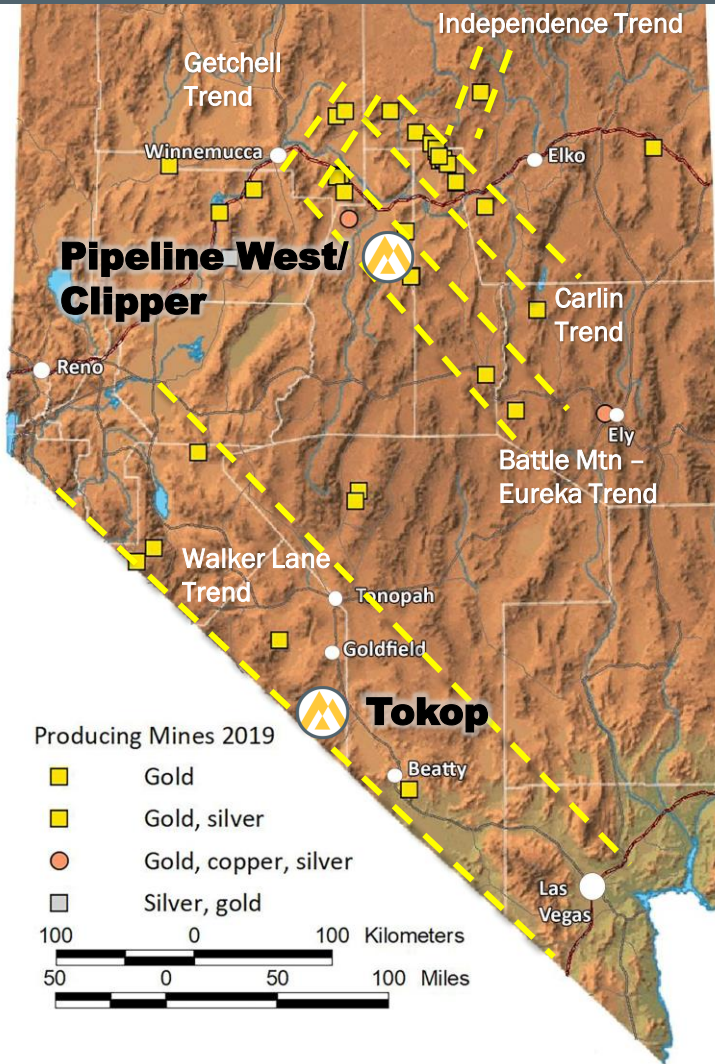 Independence Trend
Getchell
Trend
Winnemucca
Elko
Pipeline West/
Clipper
Carlin
Trend
Reno
Ely
Battle Mtn –
Eureka Trend
Walker Lane
Trend
Tonopah
Goldfield
Tokop
Beatty
Las
Vegas
Producing Mines 2019
Gold
Gold, silver
Gold, copper, silver
Silver, gold
100 0 100 Kilometers
50 0 50 100 Miles